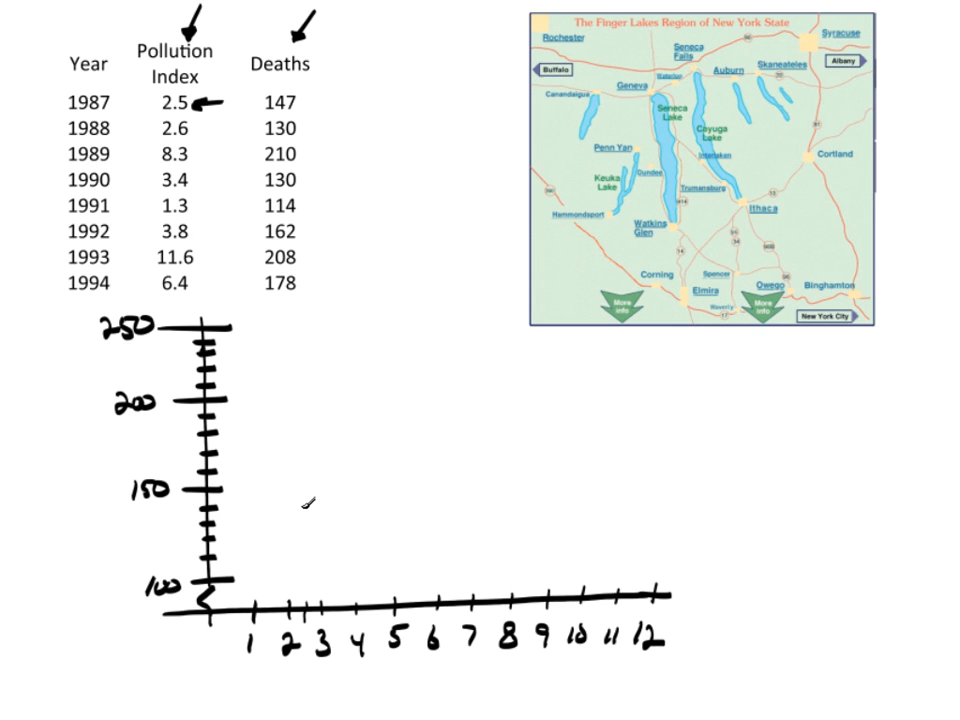 Year Pollution Index Deaths
1987 2.5 147
1988 2.6 130
1989 8.3 210
1990 3.4 130
1991 1.3 114
1992 3.8 162
1993 11.6 208
1994 6.4 178
250
200
150
100
1 2 3 4 5 6 7 8 9 10 11 12
The Finger Lakes Region of New York State
Rochester
Syracuse
Seneca
Falls
Buffalo
Albany
Skaneateles
Auburn
Waterloo
Geneva
Canandaigua
Seneca
Lake
Cayuga
Lake
Penn Yan
Interlaken
Cortland
Dundee
Keuka
Lake
Trumansburg
Hammondsport
Ithaca
Watkins
Glen
Corning
Spencer
Elmira
Owego
Binghamton
More
info
Waverly
More
info
New York City